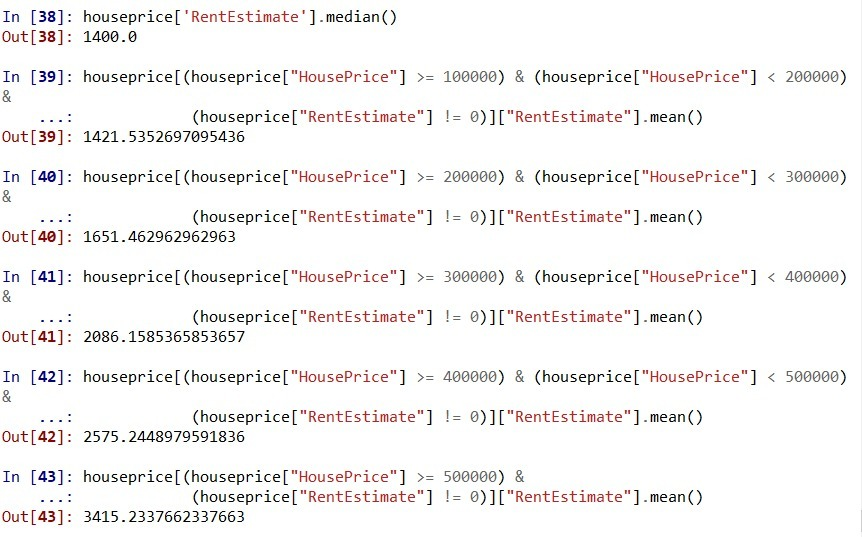 In [38]: houseprice['RentEstimate'].median()
Out[38]: 1400.0
In [39]: houseprice[(houseprice["HousePrice"] >= 100000) & (houseprice["HousePrice"] < 200000)
&
...: (houseprice["RentEstimate"] != 0)]["RentEstimate"].mean()
Out[39]: 1421.5352697095436
In [40]: houseprice[(houseprice["HousePrice"] >= 200000) & (houseprice["HousePrice"] < 300000)
&
...: (houseprice["RentEstimate"] != 0)]["RentEstimate"].mean()
Out[40]: 1651.462962962963
In [41]: houseprice[(houseprice["HousePrice"] >= 300000) & (houseprice["HousePrice"] < 400000)
&
...: (houseprice["RentEstimate"] != 0)]["RentEstimate"].mean()
Out[41]: 2086.1585365853657
In [42]: houseprice[(houseprice["HousePrice"] >= 400000) & (houseprice["HousePrice"] < 500000)
&
...: (houseprice["RentEstimate"] != 0)]["RentEstimate"].mean()
Out[42]: 2575.2448979591836
In [43]: houseprice[(houseprice["HousePrice"] >= 500000) &
...: (houseprice["RentEstimate"] != 0)]["RentEstimate"].mean()
Out[43]: 3415.2337662337663